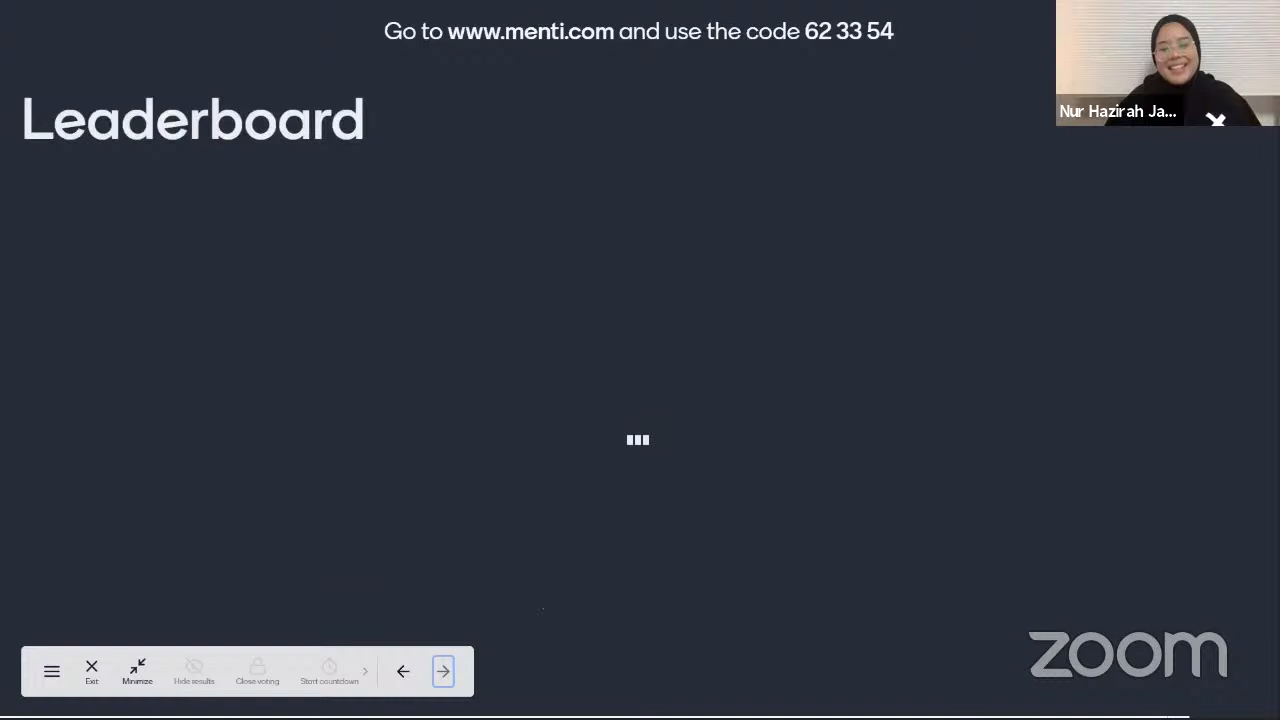 Go to www.menti.com and use the code 62 33 54
Nur Hazirah Ja...
Leaderboard
Exit
Minimize
Hide results
Close voting
Start countdown
zoom